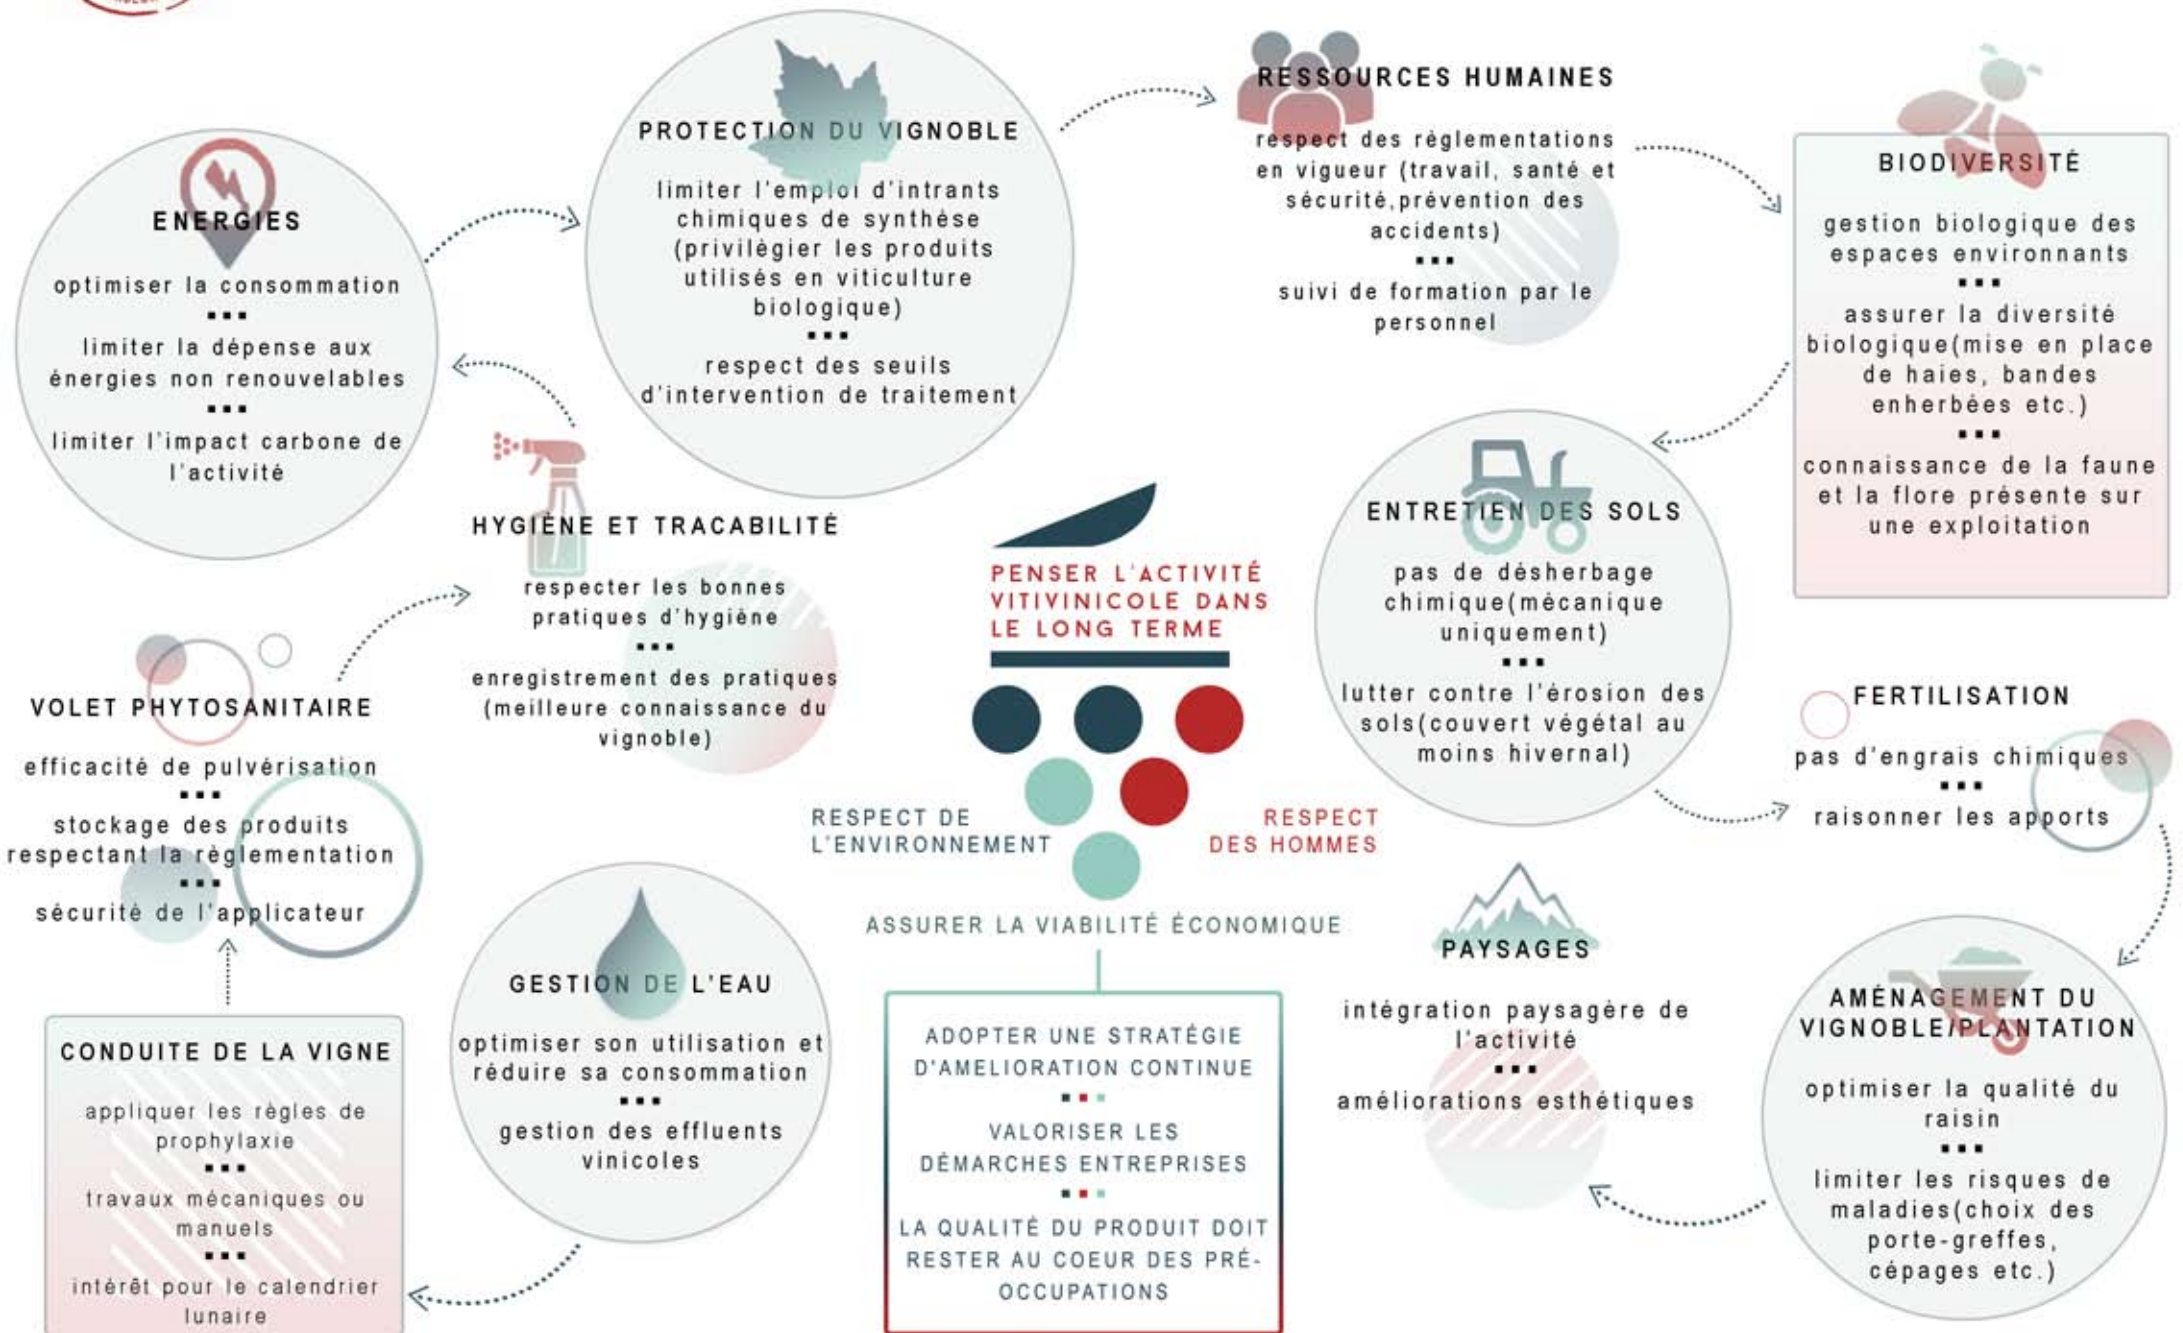 ENERGIES
optimiser la consommation
limiter la dépense aux
énergies non renouvelables
limiter l'impact carbone de
l'activité
PROTECTION DU VIGNOBLE
limiter l'emploi d'intrants
chimiques de synthèse
(privilègier les produits
utilisés en viticulture
biologique)
respect des seuils
d'intervention de traitement
RESSOURCES HUMAINES
respect des règlementations
en vigueur (travail, santé et
sécurité,prévention des
accidents)
suivi de formation par le
personnel
BIODIVERSITÉ
gestion biologique des
espaces environnants
assurer la diversité
biologique(mise en place
de haies, bandes
enherbées etc.)
connaissance de la faune
et la flore présente sur
une exploitation
HYGIÈNE ET TRACABILITÉ
respecter les bonnes
pratiques d'hygiène
enregistrement des pratiques
(meilleure connaissance du
vignoble)
PENSER L'ACTIVITÉ
VITIVINICOLE DANS
LE LONG TERME
RESPECT DE
L'ENVIRONNEMENT
RESPECT
DES HOMMES
ASSURER LA VIABILITÉ ÉCONOMIQUE
ADOPTER UNE STRATÉGIE
D'AMELIORATION CONTINUE
VALORISER LES
DÉMARCHES ENTREPRISES
LA QUALITÉ DU PRODUIT DOIT
RESTER AU COEUR DES PRÉ-
OCCUPATIONS
ENTRETIEN DES SOLS
pas de désherbage
chimique(mécanique
uniquement)
lutter contre l'érosion des
sols(couvert végétal au
moins hivernal)
FERTILISATION
pas d'engrais chimiques
raisonner les apports
VOLET PHYTOSANITAIRE
efficacité de pulvérisation
stockage des produits
respectant la règlementation
sécurité de l'applicateur
GESTION DE L'EAU
optimiser son utilisation et
réduire sa consommation
gestion des effluents
vinicoles
CONDUITE DE LA VIGNE
appliquer les règles de
prophylaxie
travaux mécaniques ou
manuels
intérêt pour le calendrier
lunaire
PAYSAGES
intégration paysagère de
l'activité
améliorations esthétiques
AMÉNAGEMENT DU
VIGNOBLE/PLANTATION
optimiser la qualité du
raisin
limiter les risques de
maladies(choix des
porte-greffes,
cépages etc.)